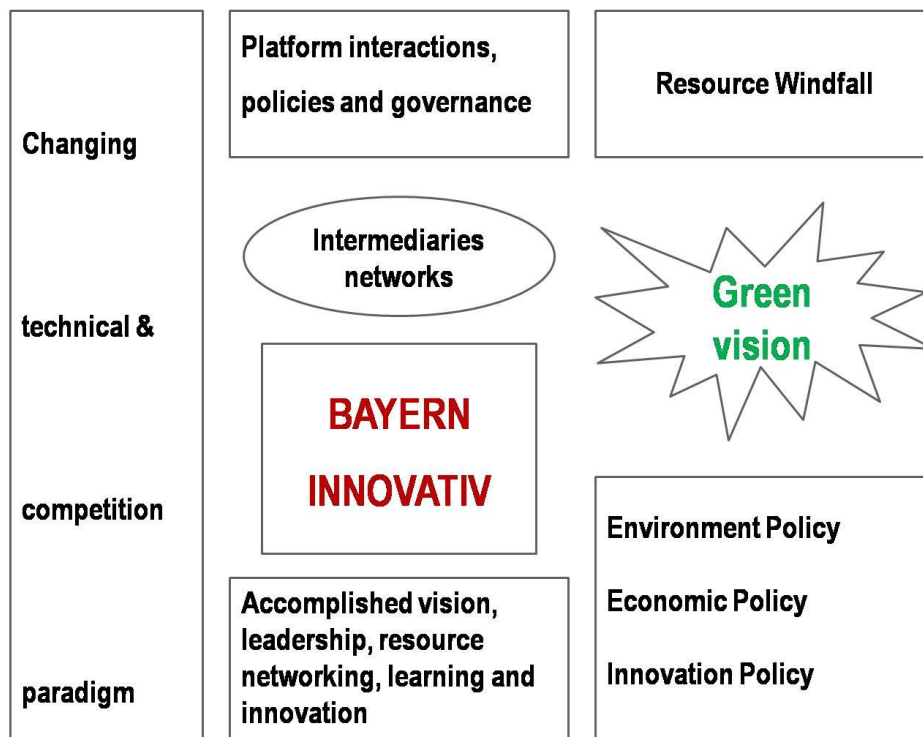 Changing
technical &
competition
paradigm
Platform interactions,
policies and governance
Intermediaries
networks
BAYERN
INNOVATIV
Accomplished vision,
leadership, resource
networking, learning and
innovation
Resource Windfall
Green
vision
Environment Policy
Economic Policy
Innovation Policy